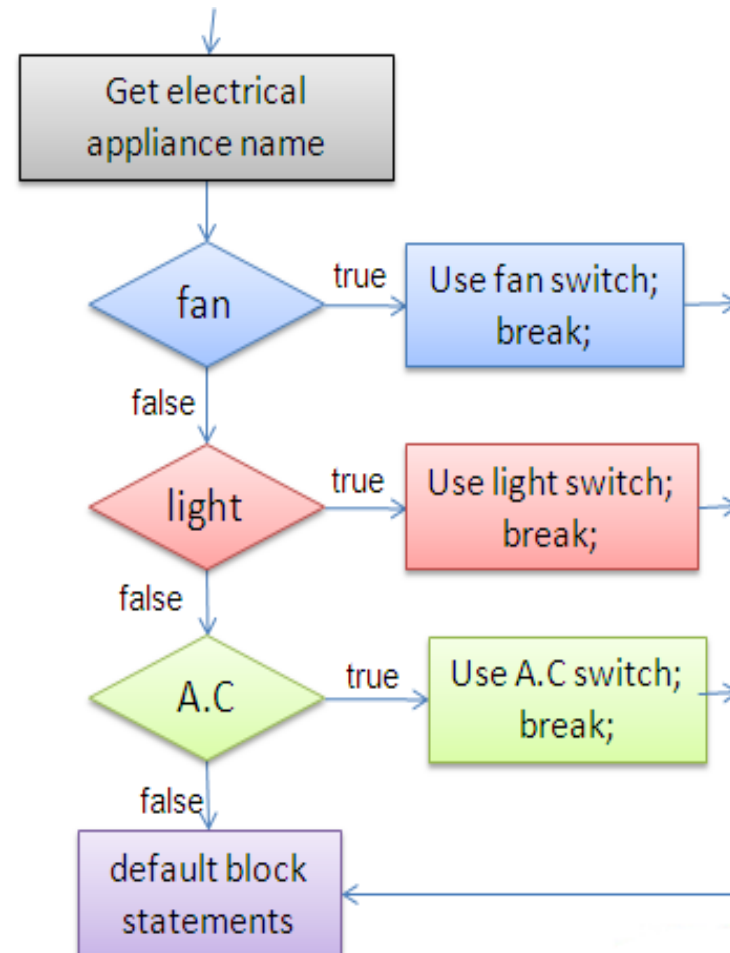 Get electrical
appliance name
fan
true
Use fan switch;
break;
false
light
true
Use light switch;
break;
false
A.C
true
Use A.C switch;
break;
false
default block
statements